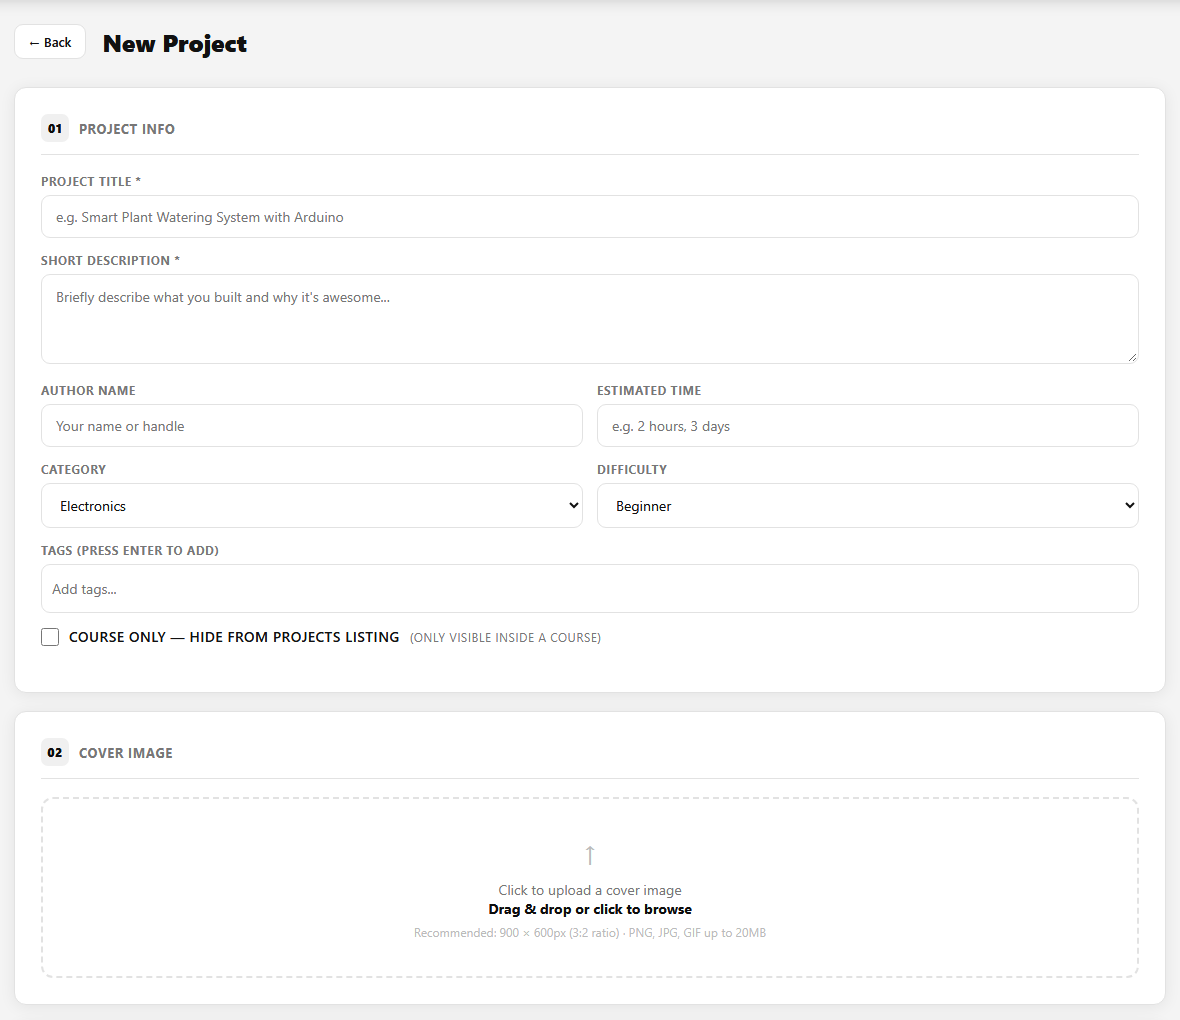 ← Back
New Project
01 PROJECT INFO
PROJECT TITLE *
e.g. Smart Plant Watering System with Arduino
SHORT DESCRIPTION *
Briefly describe what you built and why it's awesome...
AUTHOR NAME
ESTIMATED TIME
Your name or handle
e.g. 2 hours, 3 days
CATEGORY
DIFFICULTY
Electronics
Beginner
TAGS (PRESS ENTER TO ADD)
Add tags...
COURSE ONLY — HIDE FROM PROJECTS LISTING (ONLY VISIBLE INSIDE A COURSE)
02 COVER IMAGE
↑
Click to upload a cover image
Drag & drop or click to browse
Recommended: 900 × 600px (3:2 ratio) · PNG, JPG, GIF up to 20MB